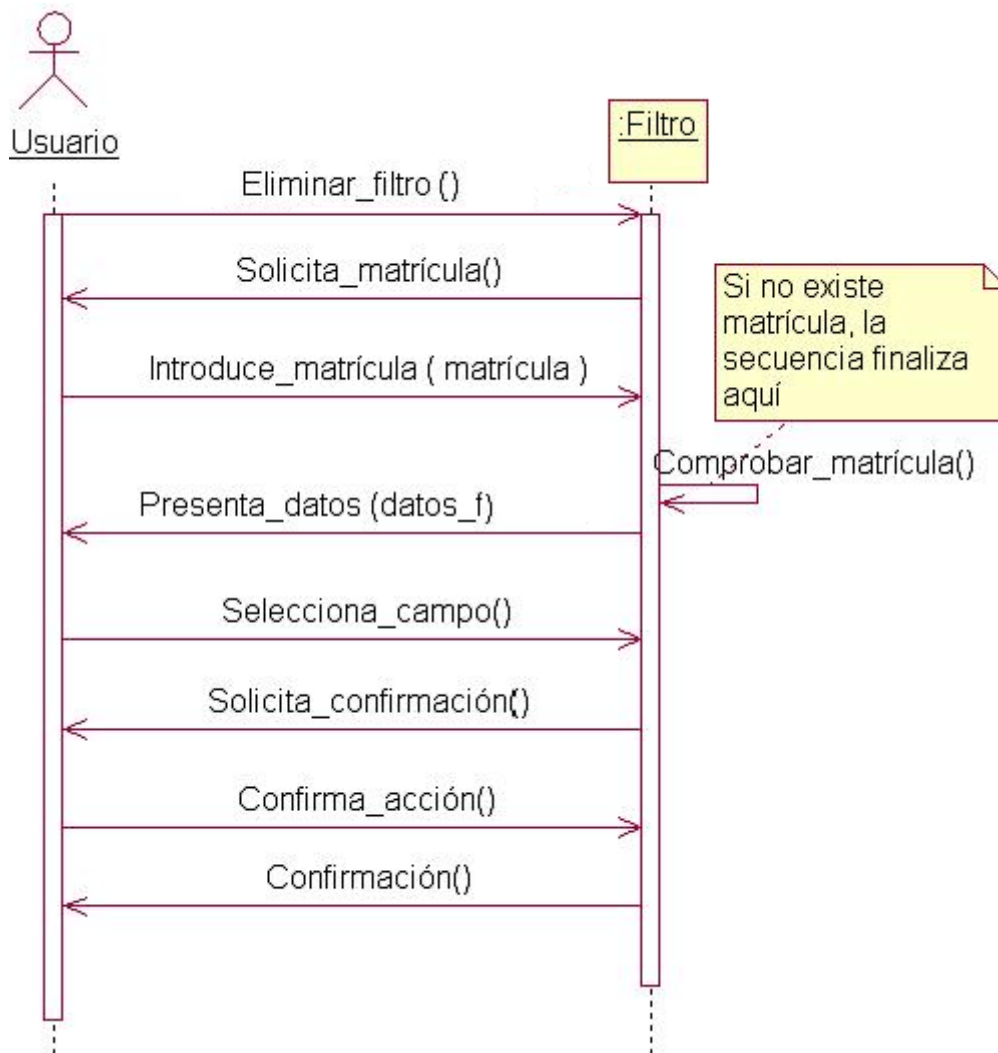 Usuario
:Filtro
Eliminar_filtro ()
Solicita_matrícula()
Si no existe
matrícula, la
secuencia finaliza
aquí
Introduce_matrícula ( matrícula )
Comprobar_matrícula()
Presenta_datos (datos_f)
Selecciona_campo()
Solicita_confirmación()
Confirma_acción()
Confirmación()